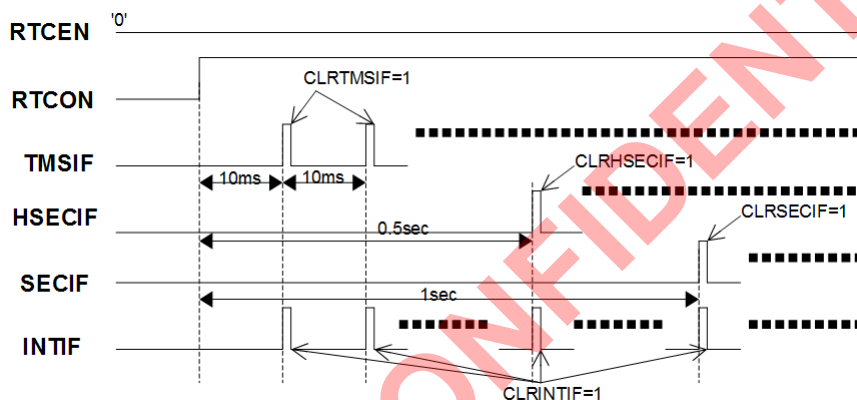 '0'
RTCEN
CLRTMSIF=1
RTCON
TMSIF
CLRHSECIF=1
10ms 10ms
HSECIF
CLRSECIF=1
0.5sec
SECIF
1sec
INTIF
CLRINTIF=1
CONFIDENT